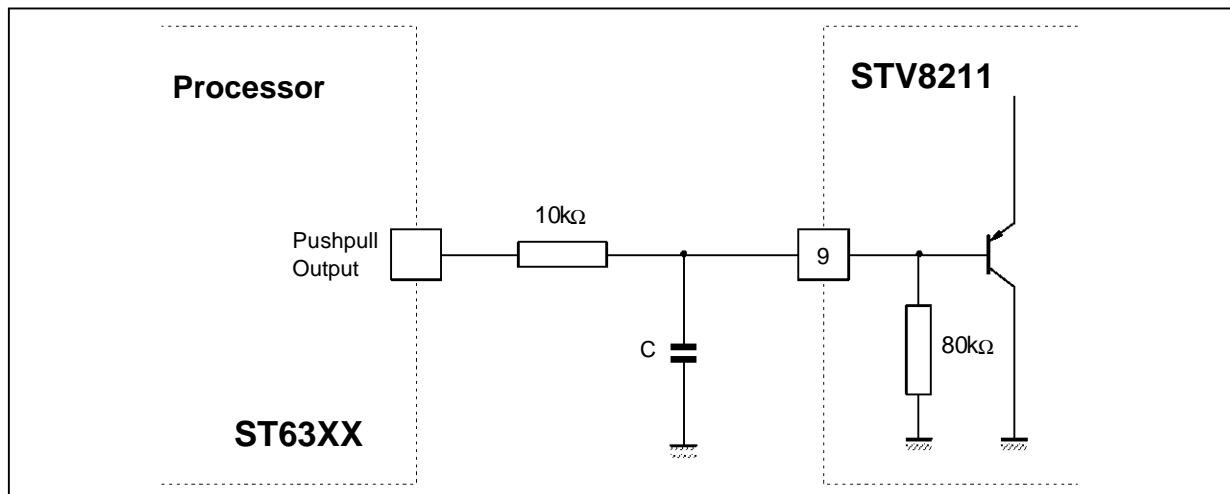 Processor
STV8211
10kΩ
Pushpull
Output
9
C
80kΩ
ST63XX